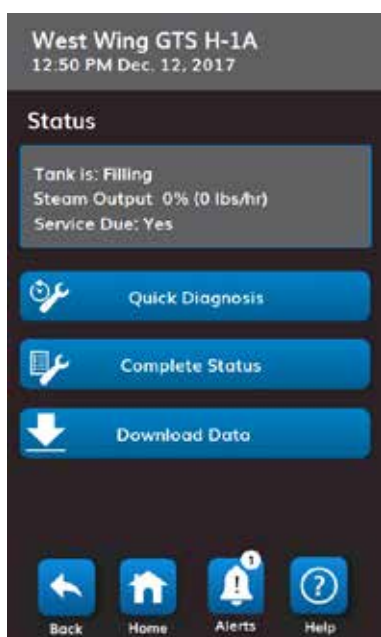 West Wing GTS H-1A
12:50 PM Dec. 12, 2017
Status
Tank is: Filling
Steam Output 0% (0 lbs/hr)
Service Due: Yes
Quick Diagnosis
Complete Status
Download Data
1
Back Home Alerts Help